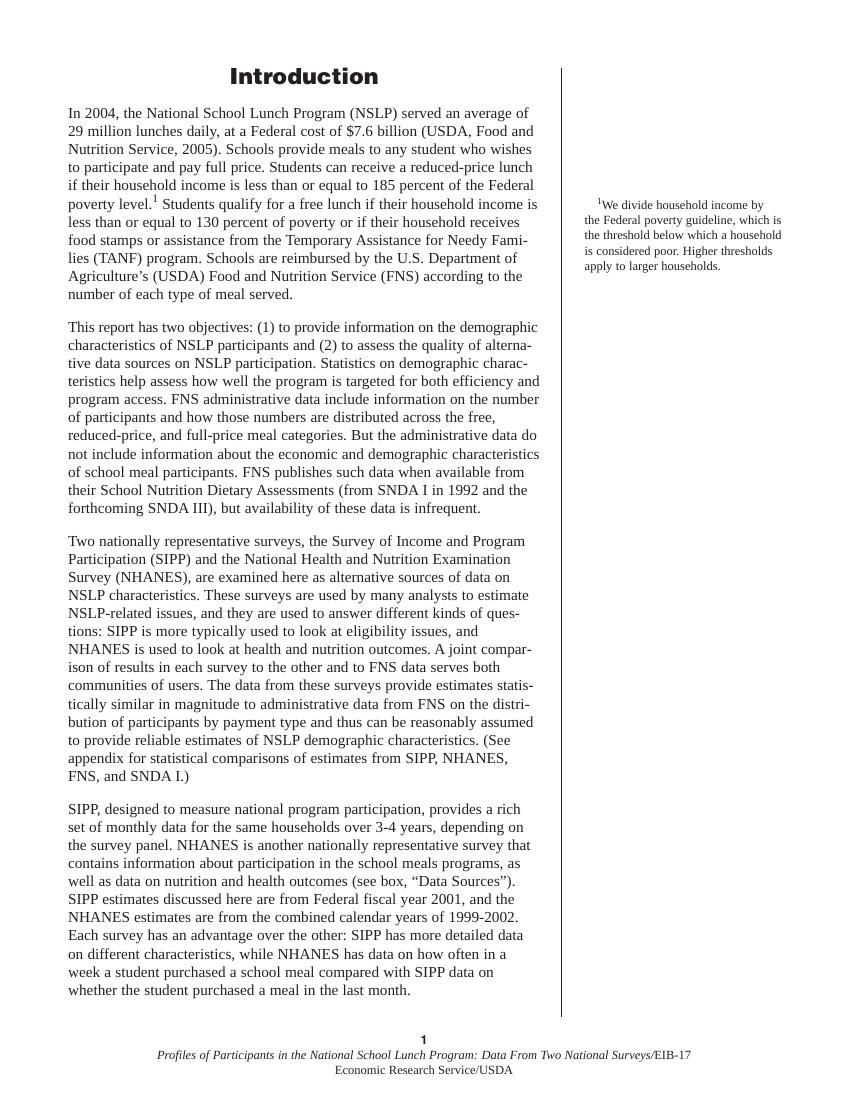 Introduction
In 2004, the National School Lunch Program (NSLP) served an average of
29 million lunches daily, at a Federal cost of $7.6 billion (USDA, Food and
Nutrition Service, 2005). Schools provide meals to any student who wishes
to participate and pay full price. Students can receive a reduced-price lunch
if their household income is less than or equal to 185 percent of the Federal
poverty level.1 Students qualify for a free lunch if their household income is
less than or equal to 130 percent of poverty or if their household receives
food stamps or assistance from the Temporary Assistance for Needy Fami-
lies (TANF) program. Schools are reimbursed by the U.S. Department of
Agriculture's (USDA) Food and Nutrition Service (FNS) according to the
number of each type of meal served.
This report has two objectives: (1) to provide information on the demographic
characteristics of NSLP participants and (2) to assess the quality of alterna-
tive data sources on NSLP participation. Statistics on demographic charac-
teristics help assess how well the program is targeted for both efficiency and
program access. FNS administrative data include information on the number
of participants and how those numbers are distributed across the free,
reduced-price, and full-price meal categories. But the administrative data do
not include information about the economic and demographic characteristics
of school meal participants. FNS publishes such data when available from
their School Nutrition Dietary Assessments (from SNDA I in 1992 and the
forthcoming SNDA III), but availability of these data is infrequent.
Two nationally representative surveys, the Survey of Income and Program
Participation (SIPP) and the National Health and Nutrition Examination
Survey (NHANES), are examined here as alternative sources of data on
NSLP characteristics. These surveys are used by many analysts to estimate
NSLP-related issues, and they are used to answer different kinds of ques-
tions: SIPP is more typically used to look at eligibility issues, and
NHANES is used to look at health and nutrition outcomes. A joint compar-
ison of results in each survey to the other and to FNS data serves both
communities of users. The data from these surveys provide estimates statis-
tically similar in magnitude to administrative data from FNS on the distri-
bution of participants by payment type and thus can be reasonably assumed
to provide reliable estimates of NSLP demographic characteristics. (See
appendix for statistical comparisons of estimates from SIPP, NHANES,
FNS, and SNDA I.)
SIPP, designed to measure national program participation, provides a rich
set of monthly data for the same households over 3-4 years, depending on
the survey panel. NHANES is another nationally representative survey that
contains information about participation in the school meals programs, as
well as data on nutrition and health outcomes (see box, “Data Sources”).
SIPP estimates discussed here are from Federal fiscal year 2001, and the
NHANES estimates are from the combined calendar years of 1999-2002.
Each survey has an advantage over the other: SIPP has more detailed data
on different characteristics, while NHANES has data on how often in a
week a student purchased a school meal compared with SIPP data on
whether the student purchased a meal in the last month.
1We divide household income by
the Federal poverty guideline, which is
the threshold below which a household
is considered poor. Higher thresholds
apply to larger households.
1
Profiles of Participants in the National School Lunch Program: Data From Two National Surveys/EIB-17
Economic Research Service/USDA